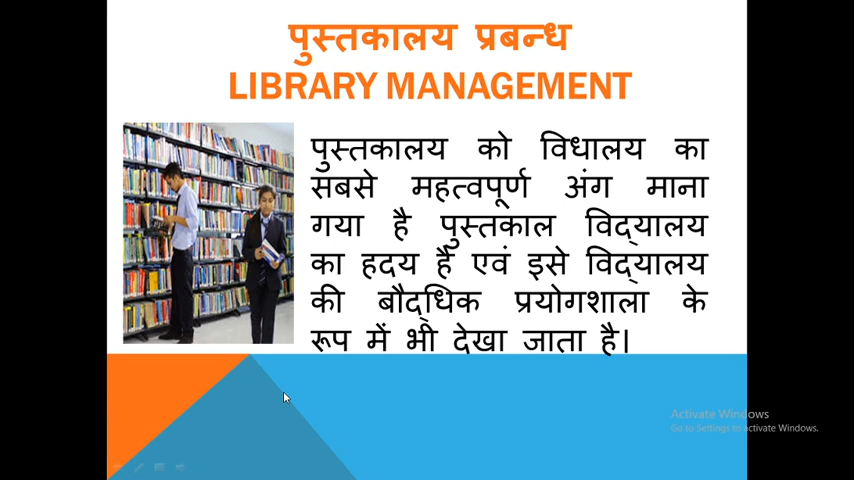 पुस्तकालय प्रबन्ध
LIBRARY MANAGEMENT
पुस्तकालय को विधालय का
सबसे महत्वपूर्ण अंग माना
गया है पुस्तकाल विद्यालय
का हदय है एवं इसे विद्यालय
की बौद्धिक प्रयोगशाला के
रूप में भी देखा जाता है।
Activate Windows
Go to Settings to activate Windows.